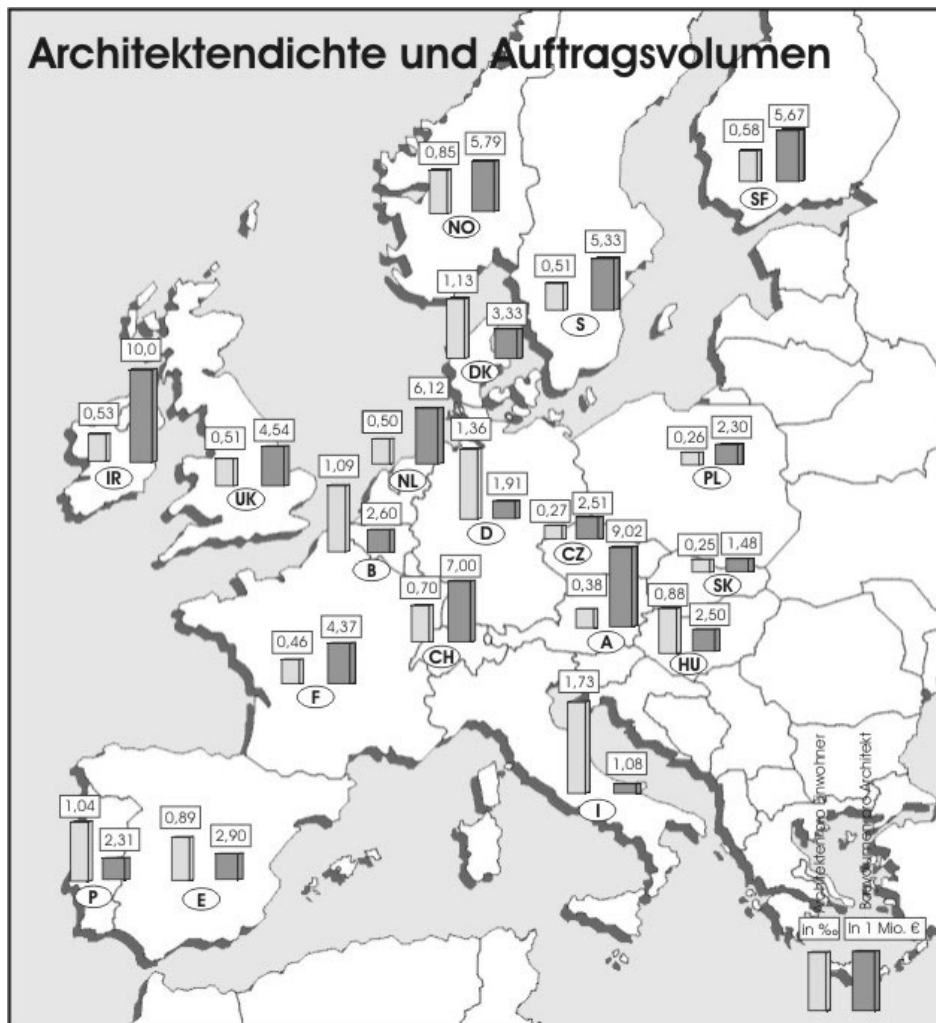 Architektendichte und Auftragsvolumen
0,58
5,67
SF
0,85
5,79
NO
0,51
5,33
S
1,13
3,33
DK
10,0
0,53
IR
0,51
4,54
UK
0,50
6,12
NL
1,36
1,91
D
0,26
2,30
PL
1,09
2,60
B
0,27
2,51
CZ
9,02
0,38
A
0,25
1,48
SK
0,70
7,00
CH
0,88
2,50
HU
0,46
4,37
F
1,73
1,08
I
1,04
2,31
P
0,89
2,90
E
Architekten pro Einwohner
Bauvolumen pro Architekt
in ‰
In 1 Mio. €